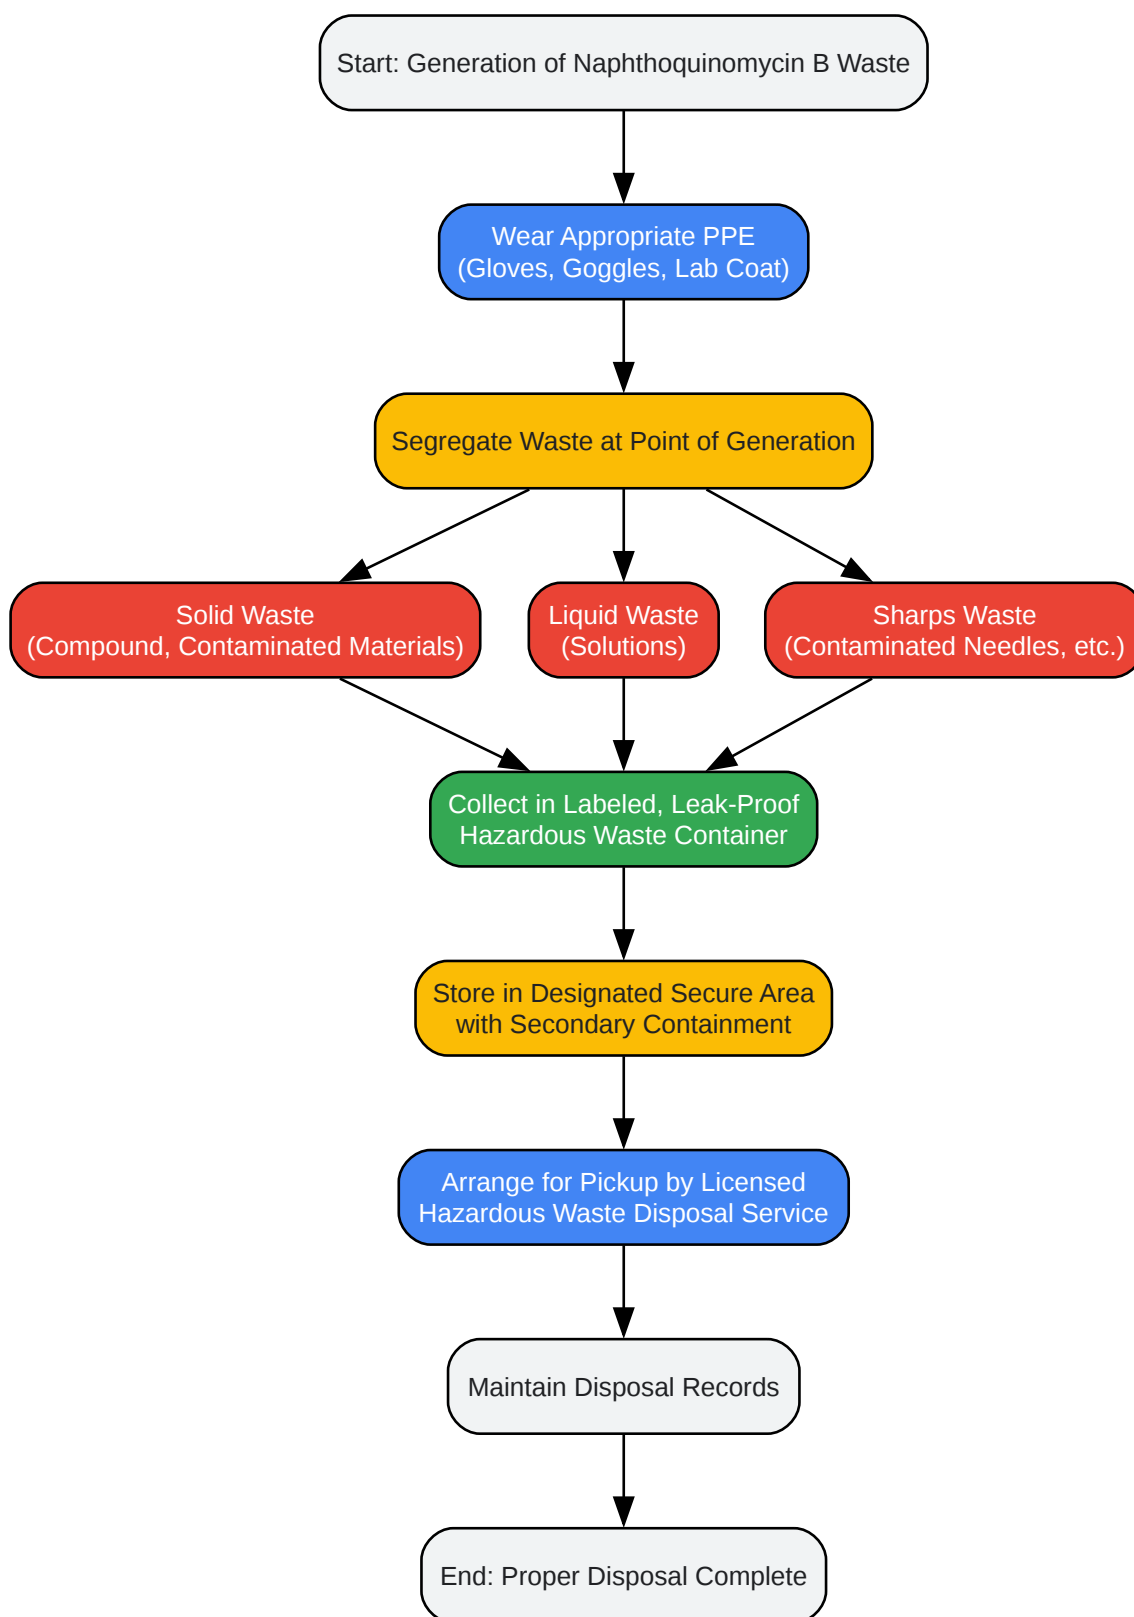 Start: Generation of Naphthoquinomycin B Waste
Wear Appropriate PPE
(Gloves, Goggles, Lab Coat)
Segregate Waste at Point of Generation
Solid Waste
(Compound, Contaminated Materials)
Liquid Waste
(Solutions)
Sharps Waste
(Contaminated Needles, etc.)
Collect in Labeled, Leak-Proof
Hazardous Waste Container
Store in Designated Secure Area
with Secondary Containment
Arrange for Pickup by Licensed
Hazardous Waste Disposal Service
Maintain Disposal Records
End: Proper Disposal Complete